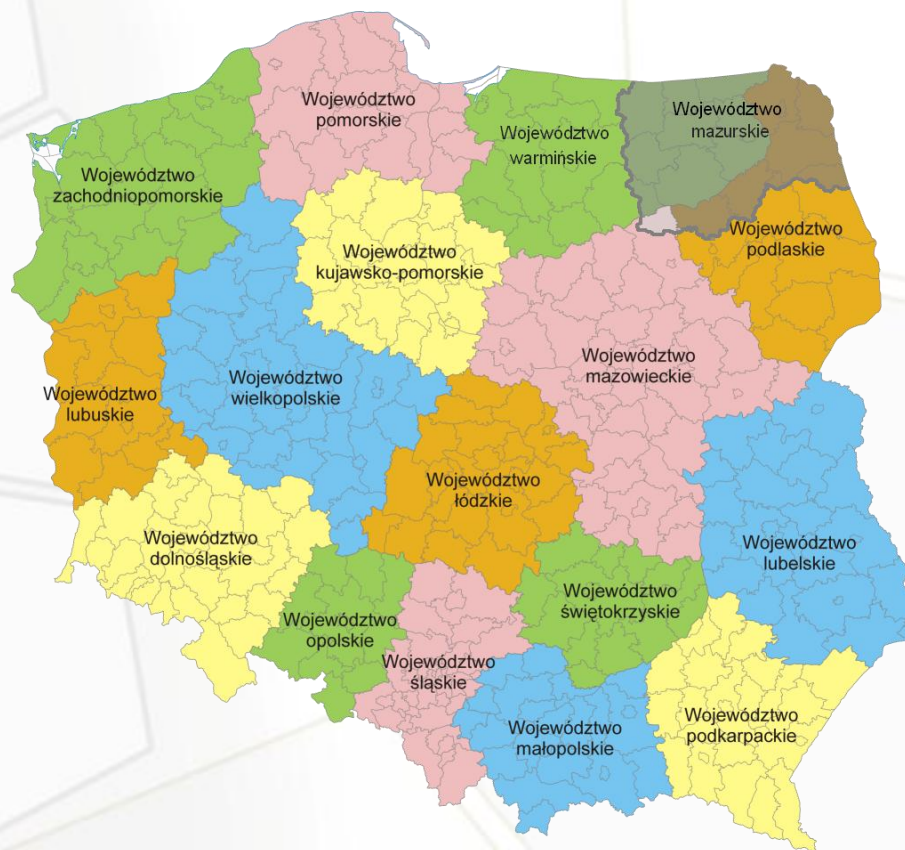 Województwo
pomorskie
Województwo
mazurskie
Województwo
warmińskie
Województwo
zachodniopomorskie
Województwo
podlaskie
Województwo
kujawsko-pomorskie
Województwo
mazowieckie
Województwo
wielkopolskie
Województwo
lubuskie
Województwo
łódzkie
Województwo
dolnośląskie
Województwo
lubelskie
Województwo
świętokrzyskie
Województwo
opolskie
Województwo
śląskie
Województwo
małopolskie
Województwo
podkarpackie